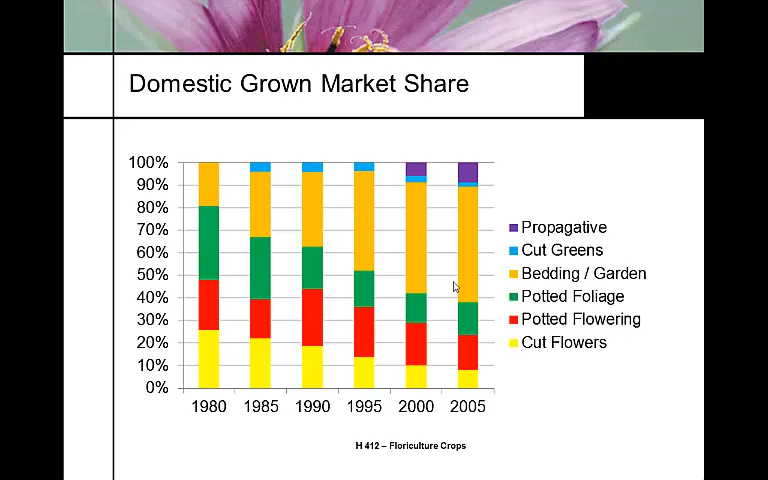 Domestic Grown Market Share
100%
90%
80%
70%
60%
50%
40%
30%
20%
10%
0%
1980 1985 1990 1995 2000 2005
Propagative
Cut Greens
Bedding / Garden
Potted Foliage
Potted Flowering
Cut Flowers
H 412 – Floriculture Crops